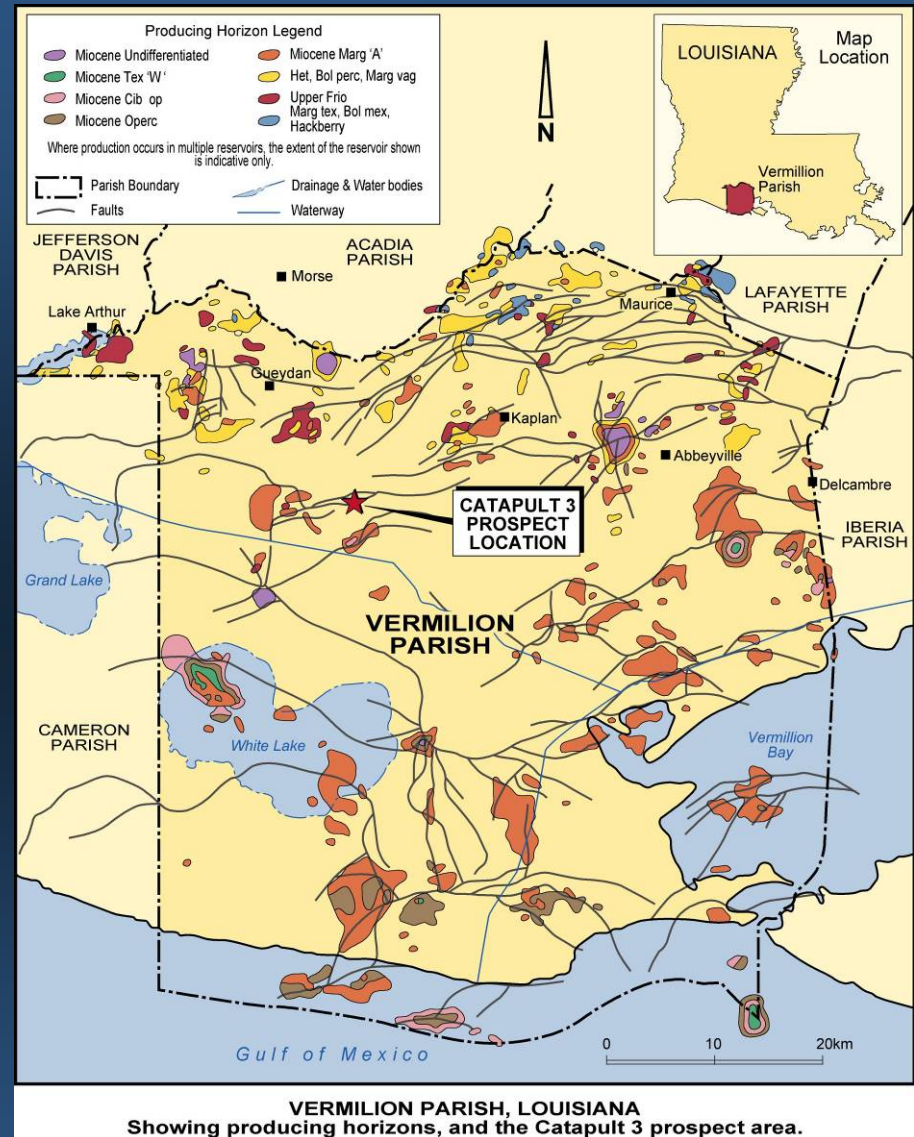 Producing Horizon Legend
Miocene Undifferentiated
Miocene Tex 'W'
Miocene Cib op
Miocene Operc
Miocene Marg 'A'
Het, Bol perc, Marg vag
Upper Frio
Marg tex, Bol mex,
Hackberry
Where production occurs in multiple reservoirs, the extent of the reservoir shown
is indicative only.
Parish Boundary
Drainage & Water bodies
Faults
Waterway
N
LOUISIANA
Map
Location
Vermillion
Parish
JEFFERSON
DAVIS
PARISH
ACADIA
PARISH
Morse
Lake Arthur
Maurice
LAFAYETTE
PARISH
Gueydan
Kaplan
Abbeyville
Delcambre
CATAPULT 3
PROSPECT
LOCATION
IBERIA
PARISH
Grand Lake
VERMILION
PARISH
CAMERON
PARISH
White Lake
Vermillion
Bay
Gulf of Mexico
0 10 20km
VERMILION PARISH, LOUISIANA
Showing producing horizons, and the Catapult 3 prospect area.